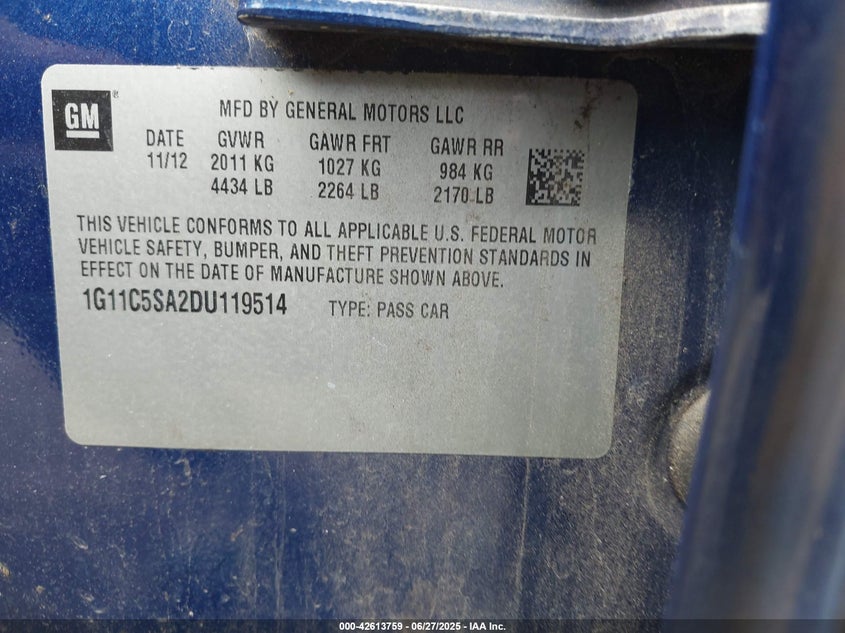 GM®
MFD BY GENERAL MOTORS LLC
DATE GVWR GAWR FRT GAWR RR
11/12 2011 KG 1027 KG 984 KG
4434 LB 2264 LB 2170 LB
THIS VEHICLE CONFORMS TO ALL APPLICABLE U.S. FEDERAL MOTOR
VEHICLE SAFETY, BUMPER, AND THEFT PREVENTION STANDARDS IN
EFFECT ON THE DATE OF MANUFACTURE SHOWN ABOVE.
1G11C5SA2DU119514 TYPE: PASS CAR
000-42613759 - 06/27/2025 - IAA Inc.